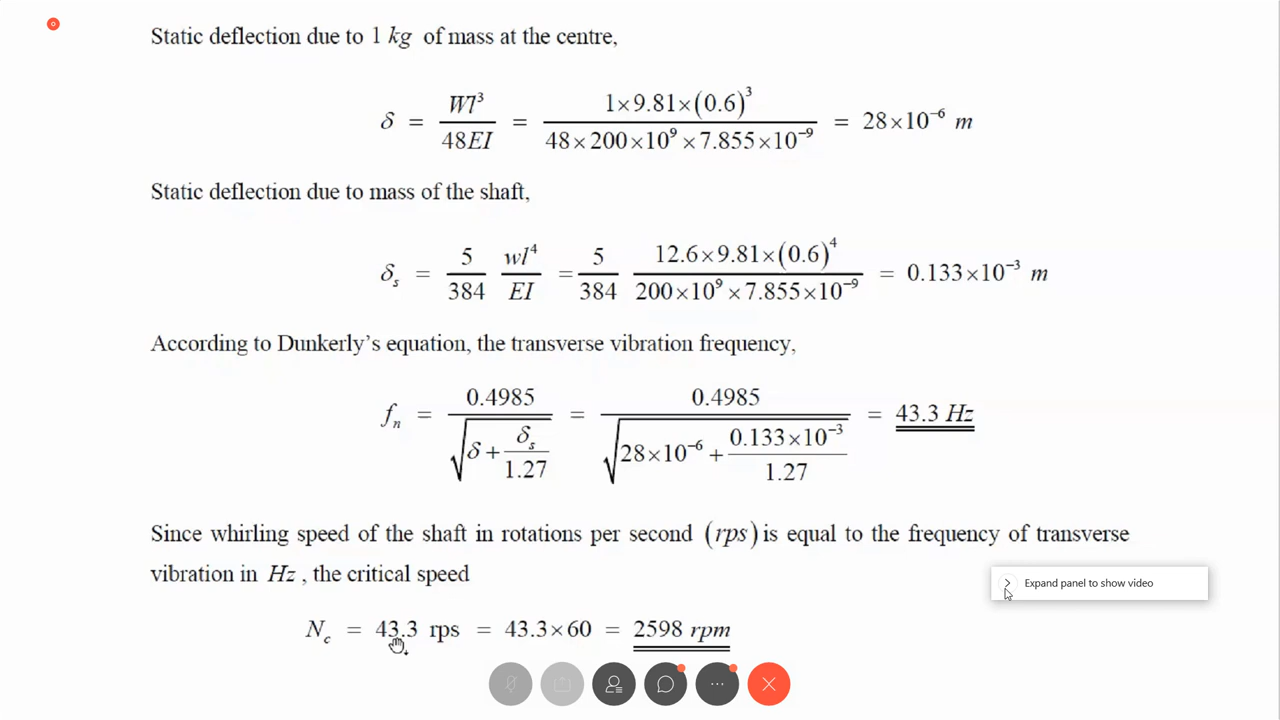 Static deflection due to 1 kg of mass at the centre,
δ = Wl³ / 48EI = 1×9.81×(0.6)³ / 48×200×10⁹×7.855×10⁻⁹ = 28×10⁻⁶ m
Static deflection due to mass of the shaft,
δₛ = 5/384 wl⁴/EI = 5/384 12.6×9.81×(0.6)⁴ / 200×10⁹×7.855×10⁻⁹ = 0.133×10⁻³ m
According to Dunkerly's equation, the transverse vibration frequency,
fₙ = 0.4985 / √(δ + δₛ/1.27) = 0.4985 / √(28×10⁻⁶ + 0.133×10⁻³/1.27) = 43.3 Hz
Since whirling speed of the shaft in rotations per second (rps) is equal to the frequency of transverse
vibration in Hz , the critical speed
Expand panel to show video
N_c = 43.3 rps = 43.3×60 = 2598 rpm